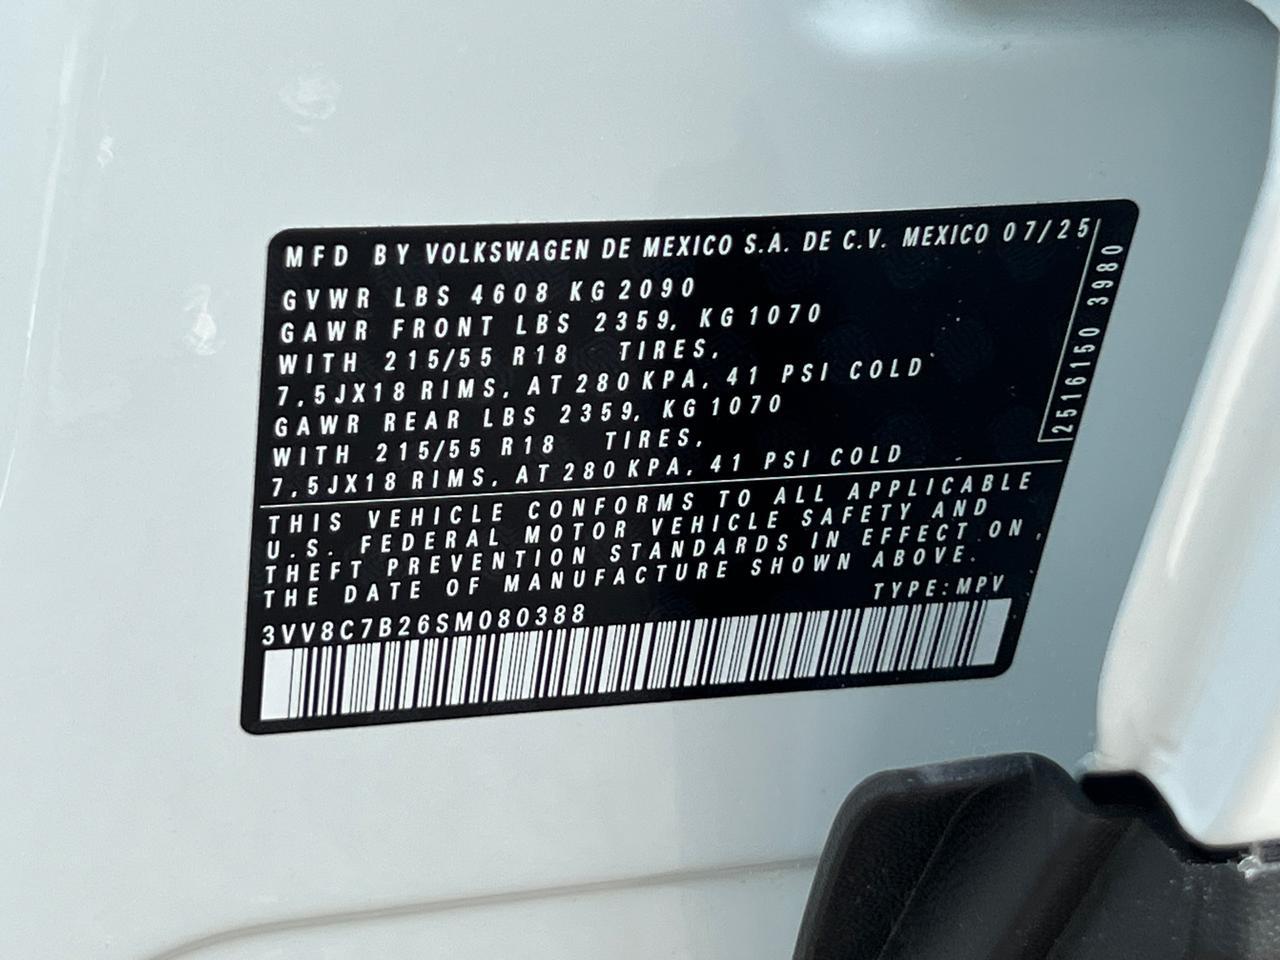 MFD BY VOLKSWAGEN DE MEXICO S.A. DE C.V. MEXICO 07/25
GVWR LBS 4608 KG 2090
GAWR FRONT LBS 2359, KG 1070
WITH 215/55 R18 TIRES,
7,5JX18 RIMS, AT 280 KPA, 41 PSI COLD
GAWR REAR LBS 2359, KG 1070
WITH 215/55 R18 TIRES,
7,5JX18 RIMS, AT 280 KPA, 41 PSI COLD
2516150 3980
THIS VEHICLE CONFORMS TO ALL APPLICABLE
U.S. FEDERAL MOTOR VEHICLE SAFETY AND
THEFT PREVENTION STANDARDS IN EFFECT ON
THE DATE OF MANUFACTURE SHOWN ABOVE.
TYPE: MPV
3VV8C7B26SM080388